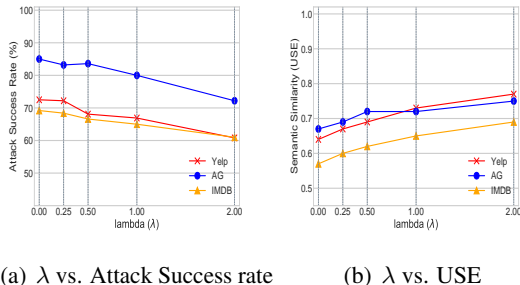 100
90
80
70
60
50
Attack Success Rate (%)
0.00 0.25 0.50 1.00 2.00
lambda (λ)
Yelp
AG
IMDB
1.0
0.9
0.8
0.7
0.6
0.5
Semantic Similarity (USE)
0.00 0.25 0.50 1.00 2.00
lambda (λ)
Yelp
AG
IMDB
(a) λ vs. Attack Success rate
(b) λ vs. USE